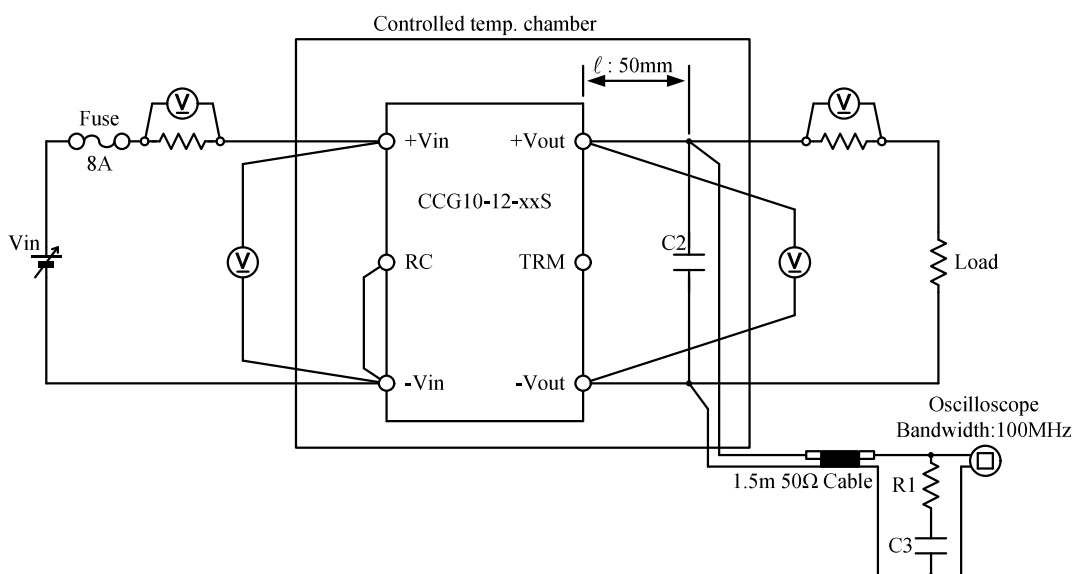 Controlled temp. chamber
ℓ : 50mm
Fuse
8A
V
V
+Vin
+Vout
CCG10-12-xxS
Vin
V
RC
TRM
C2
V
Load
-Vin
-Vout
Oscilloscope
Bandwidth:100MHz
1.5m 50Ω Cable
R1
C3